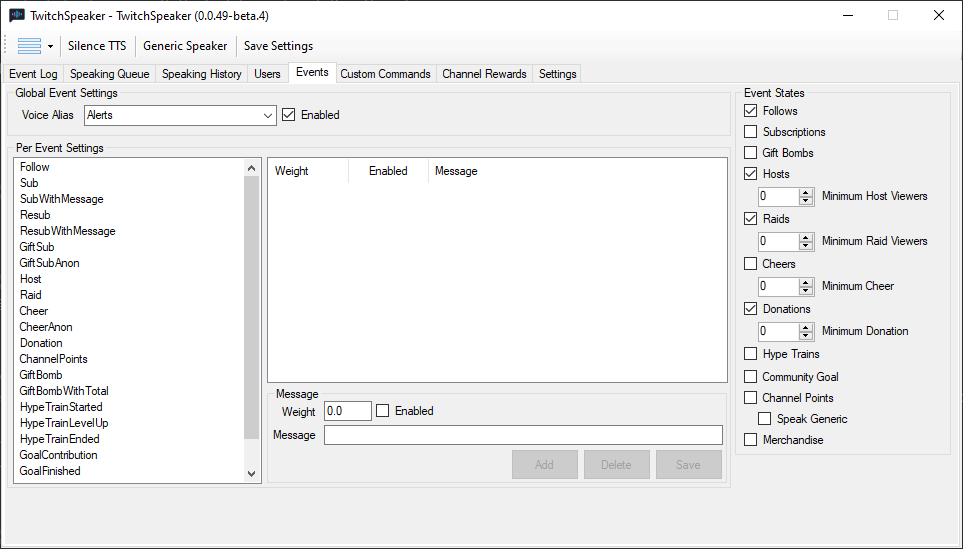 TwitchSpeaker - TwitchSpeaker (0.0.49-beta.4)
Silence TTS Generic Speaker Save Settings
Event Log Speaking Queue Speaking History Users Events Custom Commands Channel Rewards Settings
Global Event Settings
Voice Alias Alerts Enabled
Per Event Settings
Follow
Sub
SubWithMessage
Resub
ResubWithMessage
GiftSub
GiftSubAnon
Host
Raid
Cheer
CheerAnon
Donation
ChannelPoints
GiftBomb
GiftBombWithTotal
HypeTrainStarted
HypeTrainLevelUp
HypeTrainEnded
GoalContribution
GoalFinished
Weight Enabled Message
Message
Weight 0.0 Enabled
Message
Add Delete Save
Event States
Follows
Subscriptions
Gift Bombs
Hosts
0 Minimum Host Viewers
Raids
0 Minimum Raid Viewers
Cheers
0 Minimum Cheer
Donations
0 Minimum Donation
Hype Trains
Community Goal
Channel Points
Speak Generic
Merchandise